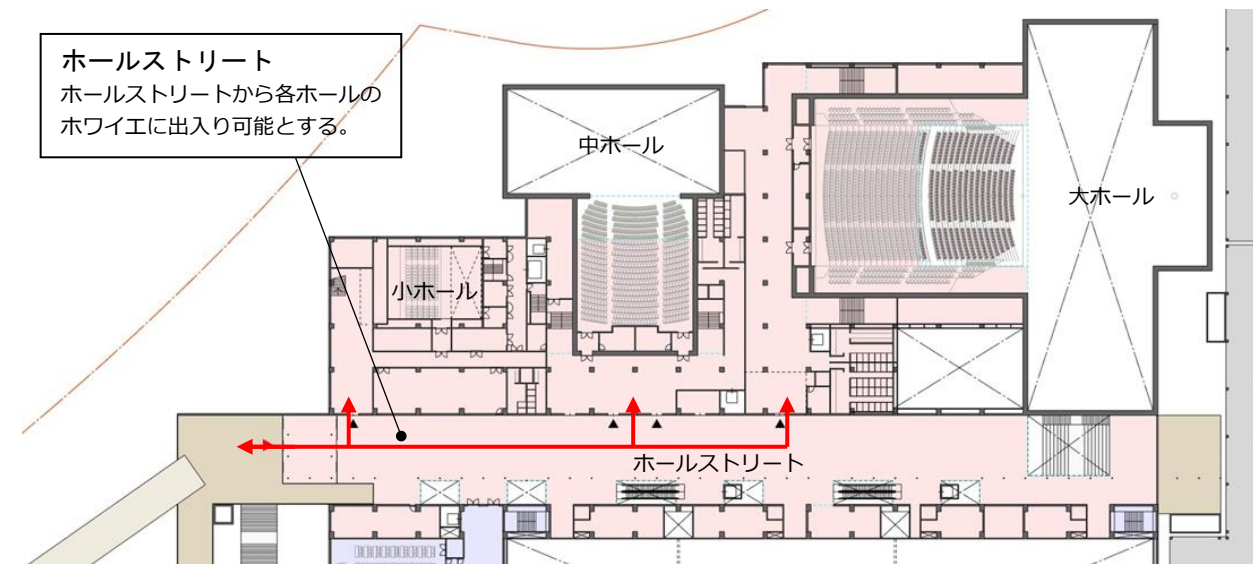 ホールストリート
ホールストリートから各ホールの
ホワイエに出入り可能とする。
中ホール
大ホール
小ホール
ホールストリート